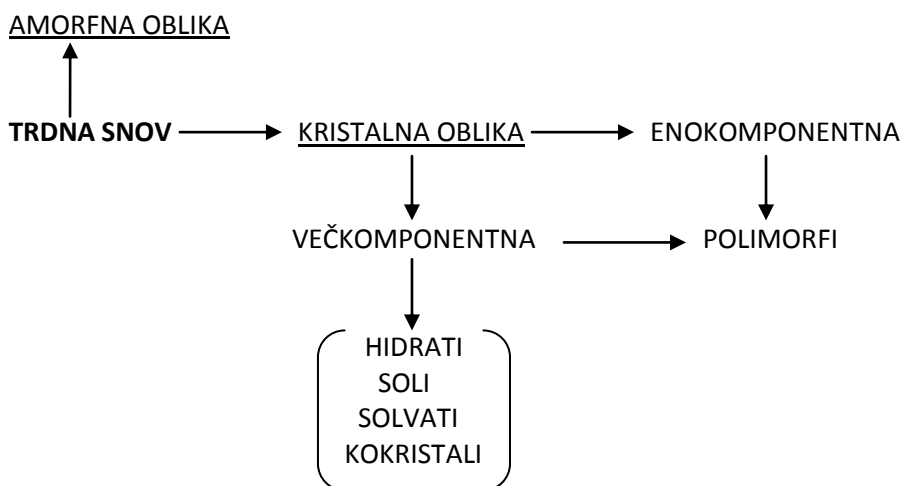 AMORFNA OBLIKA
TRDNA SNOV KRISTALNA OBLIKA ENOKOMPONENTNA
VEČKOMPONENTNA POLIMORFI
HIDRATI
SOLI
SOLVATI
KOKRISTALI